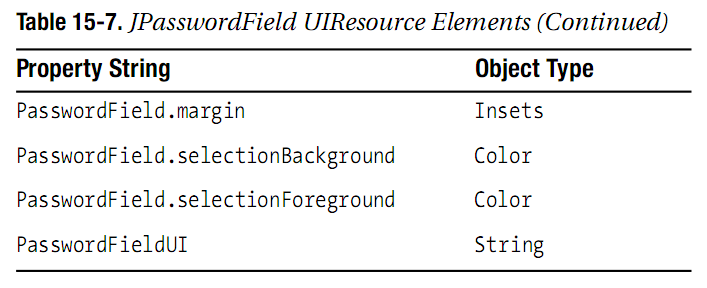 Table 15-7. JPasswordField UIResource Elements (Continued)
Property String Object Type
PasswordField.margin Insets
PasswordField.selectionBackground Color
PasswordField.selectionForeground Color
PasswordFieldUI String